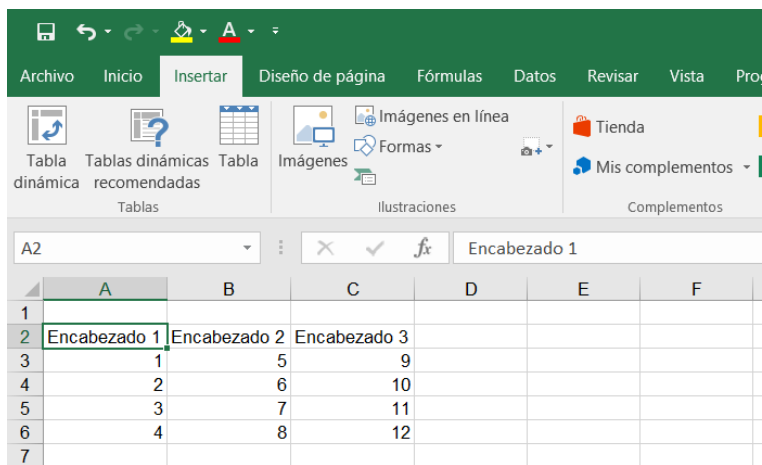 Archivo Inicio Insertar Diseño de página Fórmulas Datos Revisar Vista
Tabla dinámica
Tablas dinámicas recomendadas
Tabla
Imágenes
Imágenes en línea
Formas
Tienda
Mis complementos
Tablas Ilustraciones Complementos
A2 fx Encabezado 1
A B C D E F
1
2 Encabezado 1 Encabezado 2 Encabezado 3
3 1 5 9
4 2 6 10
5 3 7 11
6 4 8 12
7